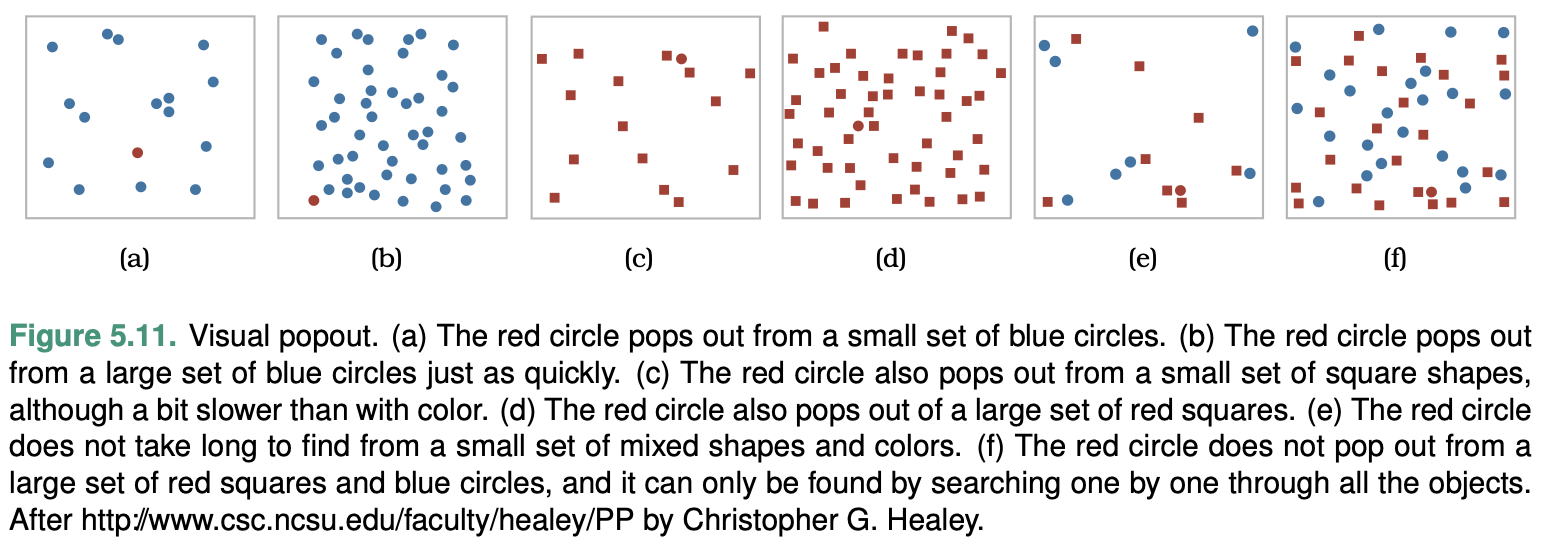 (a) (b) (c) (d) (e) (f)
Figure 5.11. Visual popout. (a) The red circle pops out from a small set of blue circles. (b) The red circle pops out
from a large set of blue circles just as quickly. (c) The red circle also pops out from a small set of square shapes,
although a bit slower than with color. (d) The red circle also pops out of a large set of red squares. (e) The red circle
does not take long to find from a small set of mixed shapes and colors. (f) The red circle does not pop out from a
large set of red squares and blue circles, and it can only be found by searching one by one through all the objects.
After http://www.csc.ncsu.edu/faculty/healey/PP by Christopher G. Healey.